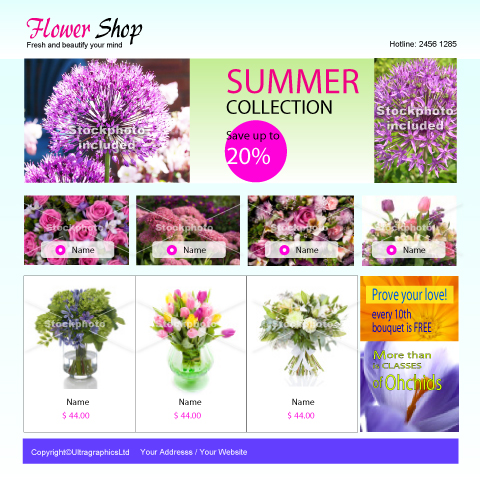 Flower Shop
Fresh and beautify your mind
Hotline: 2456 1285
Stockphoto
included
SUMMER
COLLECTION
Save up to
20%
Stockphoto
included
Stockphoto
Name
Stockphoto
Name
Stockphoto
Name
Stockphoto
Name
Stockphoto
Name
$ 44.00
Stockphoto
Name
$ 44.00
Stockphoto
Name
$ 44.00
Prove your love!
every 10th
bouquet is FREE
More than
CLASSES
of Ohchids
Copyright©UltragraphicsLtd
Your Addresss / Your Website